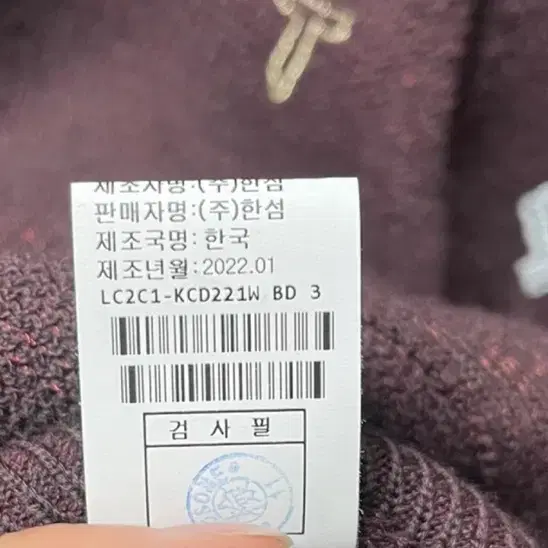 제조자명:(주)한섬
판매자명:(주)한섬
제조국명: 한국
제조년월:2022.01
LC2C1-KCD221W BD 3
검 사 필